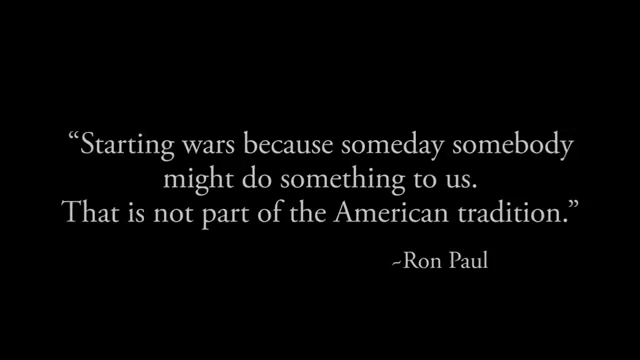 “Starting wars because someday somebody
might do something to us.
That is not part of the American tradition.”
~Ron Paul